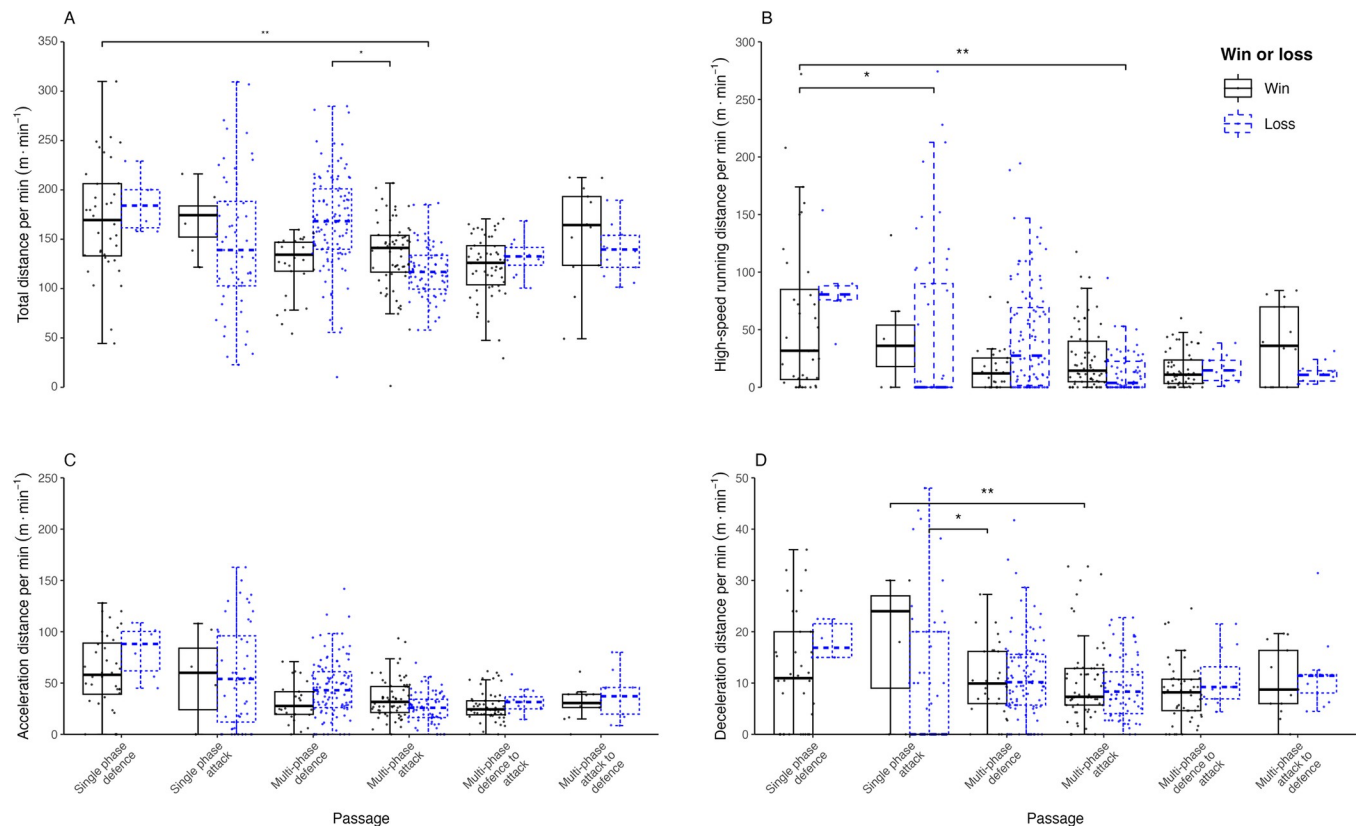 A
Total distance per min (m · min⁻¹)
350
300
250
200
150
100
50
0
**
*
B
High-speed running distance per min (m · min⁻¹)
300
250
200
150
100
50
0
**
*
Win or loss
Win
Loss
C
Acceleration distance per min (m · min⁻¹)
250
200
150
100
50
0
Single phase
defence
Single phase
attack
Multi-phase
defence
Multi-phase
attack
Multi-phase
defence to
attack
Multi-phase
attack to
defence
Passage
D
Deceleration distance per min (m · min⁻¹)
50
40
30
20
10
0
**
*
Single phase
defence
Single phase
attack
Multi-phase
defence
Multi-phase
attack
Multi-phase
defence to
attack
Multi-phase
attack to
defence
Passage